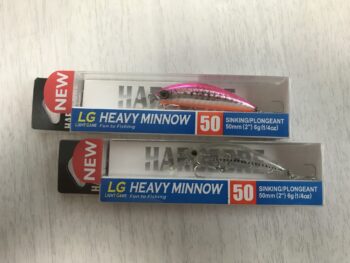 NEW
HAR
LG HEAVY MINNOW
LIGHT GAME Fun to Fishing
50
SINKING/PLONGEANT
50mm (2") 6g (1/4oz)
NEW
LG HEAVY MINNOW
LIGHT GAME Fun to Fishing
50
SINKING/PLONGEANT
50mm (2") 6g (1/4oz)